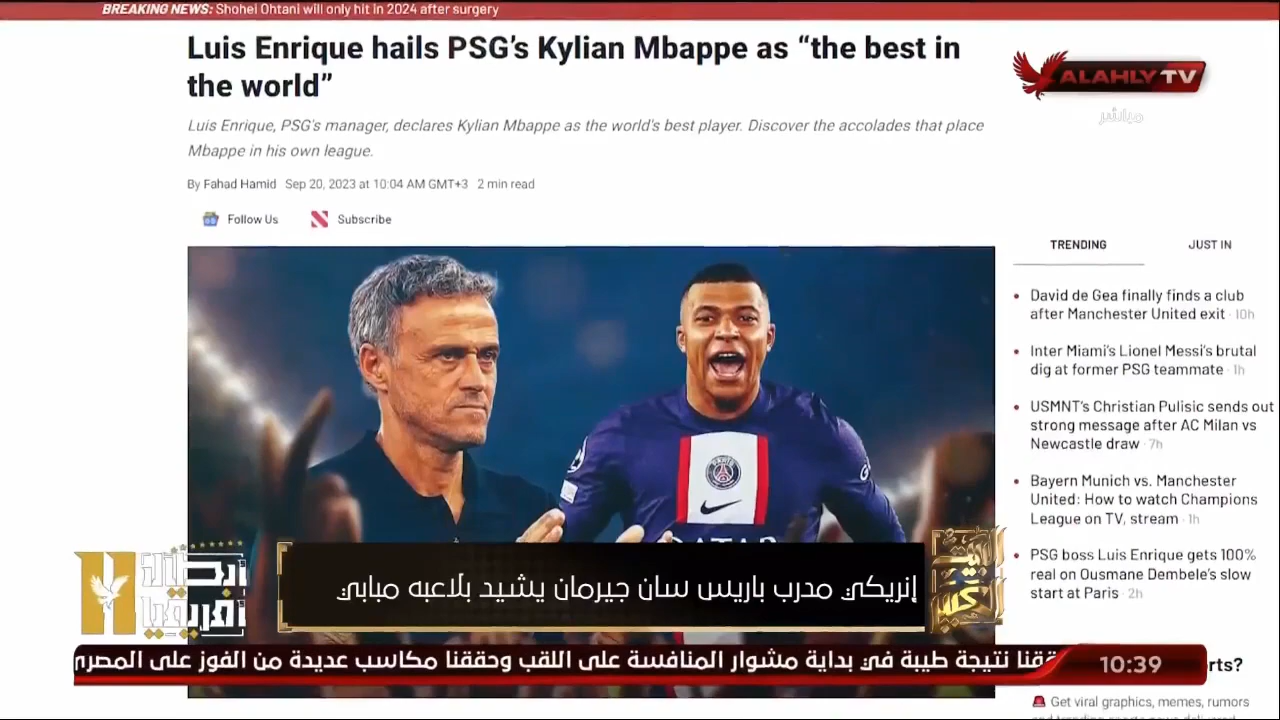 BREAKING NEWS: Shohei Ohtani will only hit in 2024 after surgery
Luis Enrique hails PSG’s Kylian Mbappe as “the best in
the world”
Luis Enrique, PSG's manager, declares Kylian Mbappe as the world's best player. Discover the accolades that place
Mbappe in his own league.
By Fahad Hamid Sep 20, 2023 at 10:04 AM GMT+3 2 min read
Follow Us Subscribe
ALAHLY TV
مباشر
TRENDING JUST IN
David de Gea finally finds a club
after Manchester United exit · 10h
Inter Miami’s Lionel Messi’s brutal
dig at former PSG teammate · 1h
USMNT’s Christian Pulisic sends out
strong message after AC Milan vs
Newcastle draw · 7h
Bayern Munich vs. Manchester
United: How to watch Champions
League on TV, stream · 1h
PSG boss Luis Enrique gets 100%
real on Ousmane Dembele’s slow
start at Paris · 2h
PARIS
QATAR
أبطال
أفريقيا
إنريكي مدرب باريس سان جيرمان يشيد بلاعبه مبابي
نتيجة طيبة في بداية مشوار المنافسة على اللقب وحققنا مكاسب عديدة من الفوز على
10:39
rts?
Get viral graphics, memes, rumors